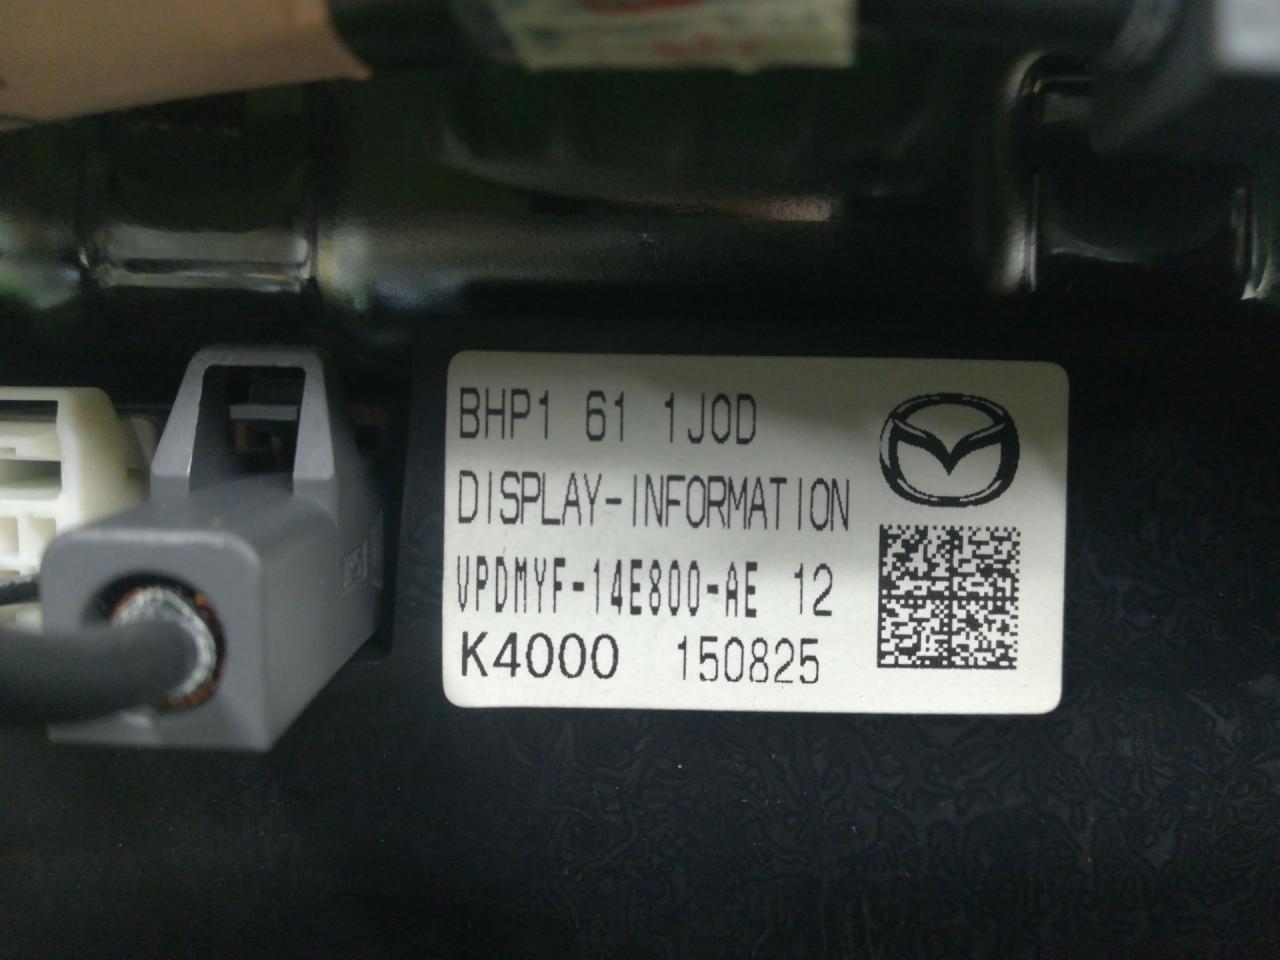 BHP1 61 1J0D
DISPLAY-INFORMATION
VPDMYF-14E800-AE 12
K4000 150825